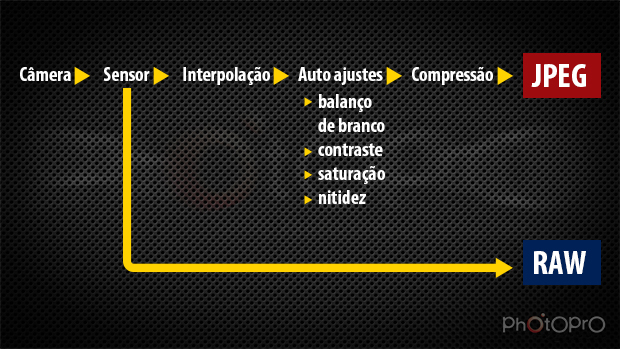 Câmera Sensor Interpolação Auto ajustes Compressão JPEG
balanço
de branco
contraste
saturação
nitidez
RAW
PhOtOPrO